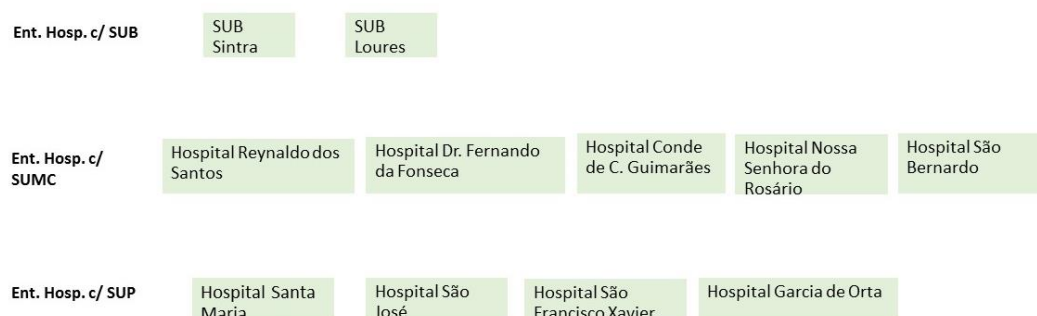 Ent. Hosp. c/ SUB
SUB
Sintra
SUB
Loures
Ent. Hosp. c/
SUMC
Hospital Reynaldo dos
Santos
Hospital Dr. Fernando
da Fonseca
Hospital Conde
de C. Guimarães
Hospital Nossa
Senhora do
Rosário
Hospital São
Bernardo
Ent. Hosp. c/ SUP
Hospital Santa
Maria
Hospital São
José
Hospital São
Francisco Xavier
Hospital Garcia de Orta